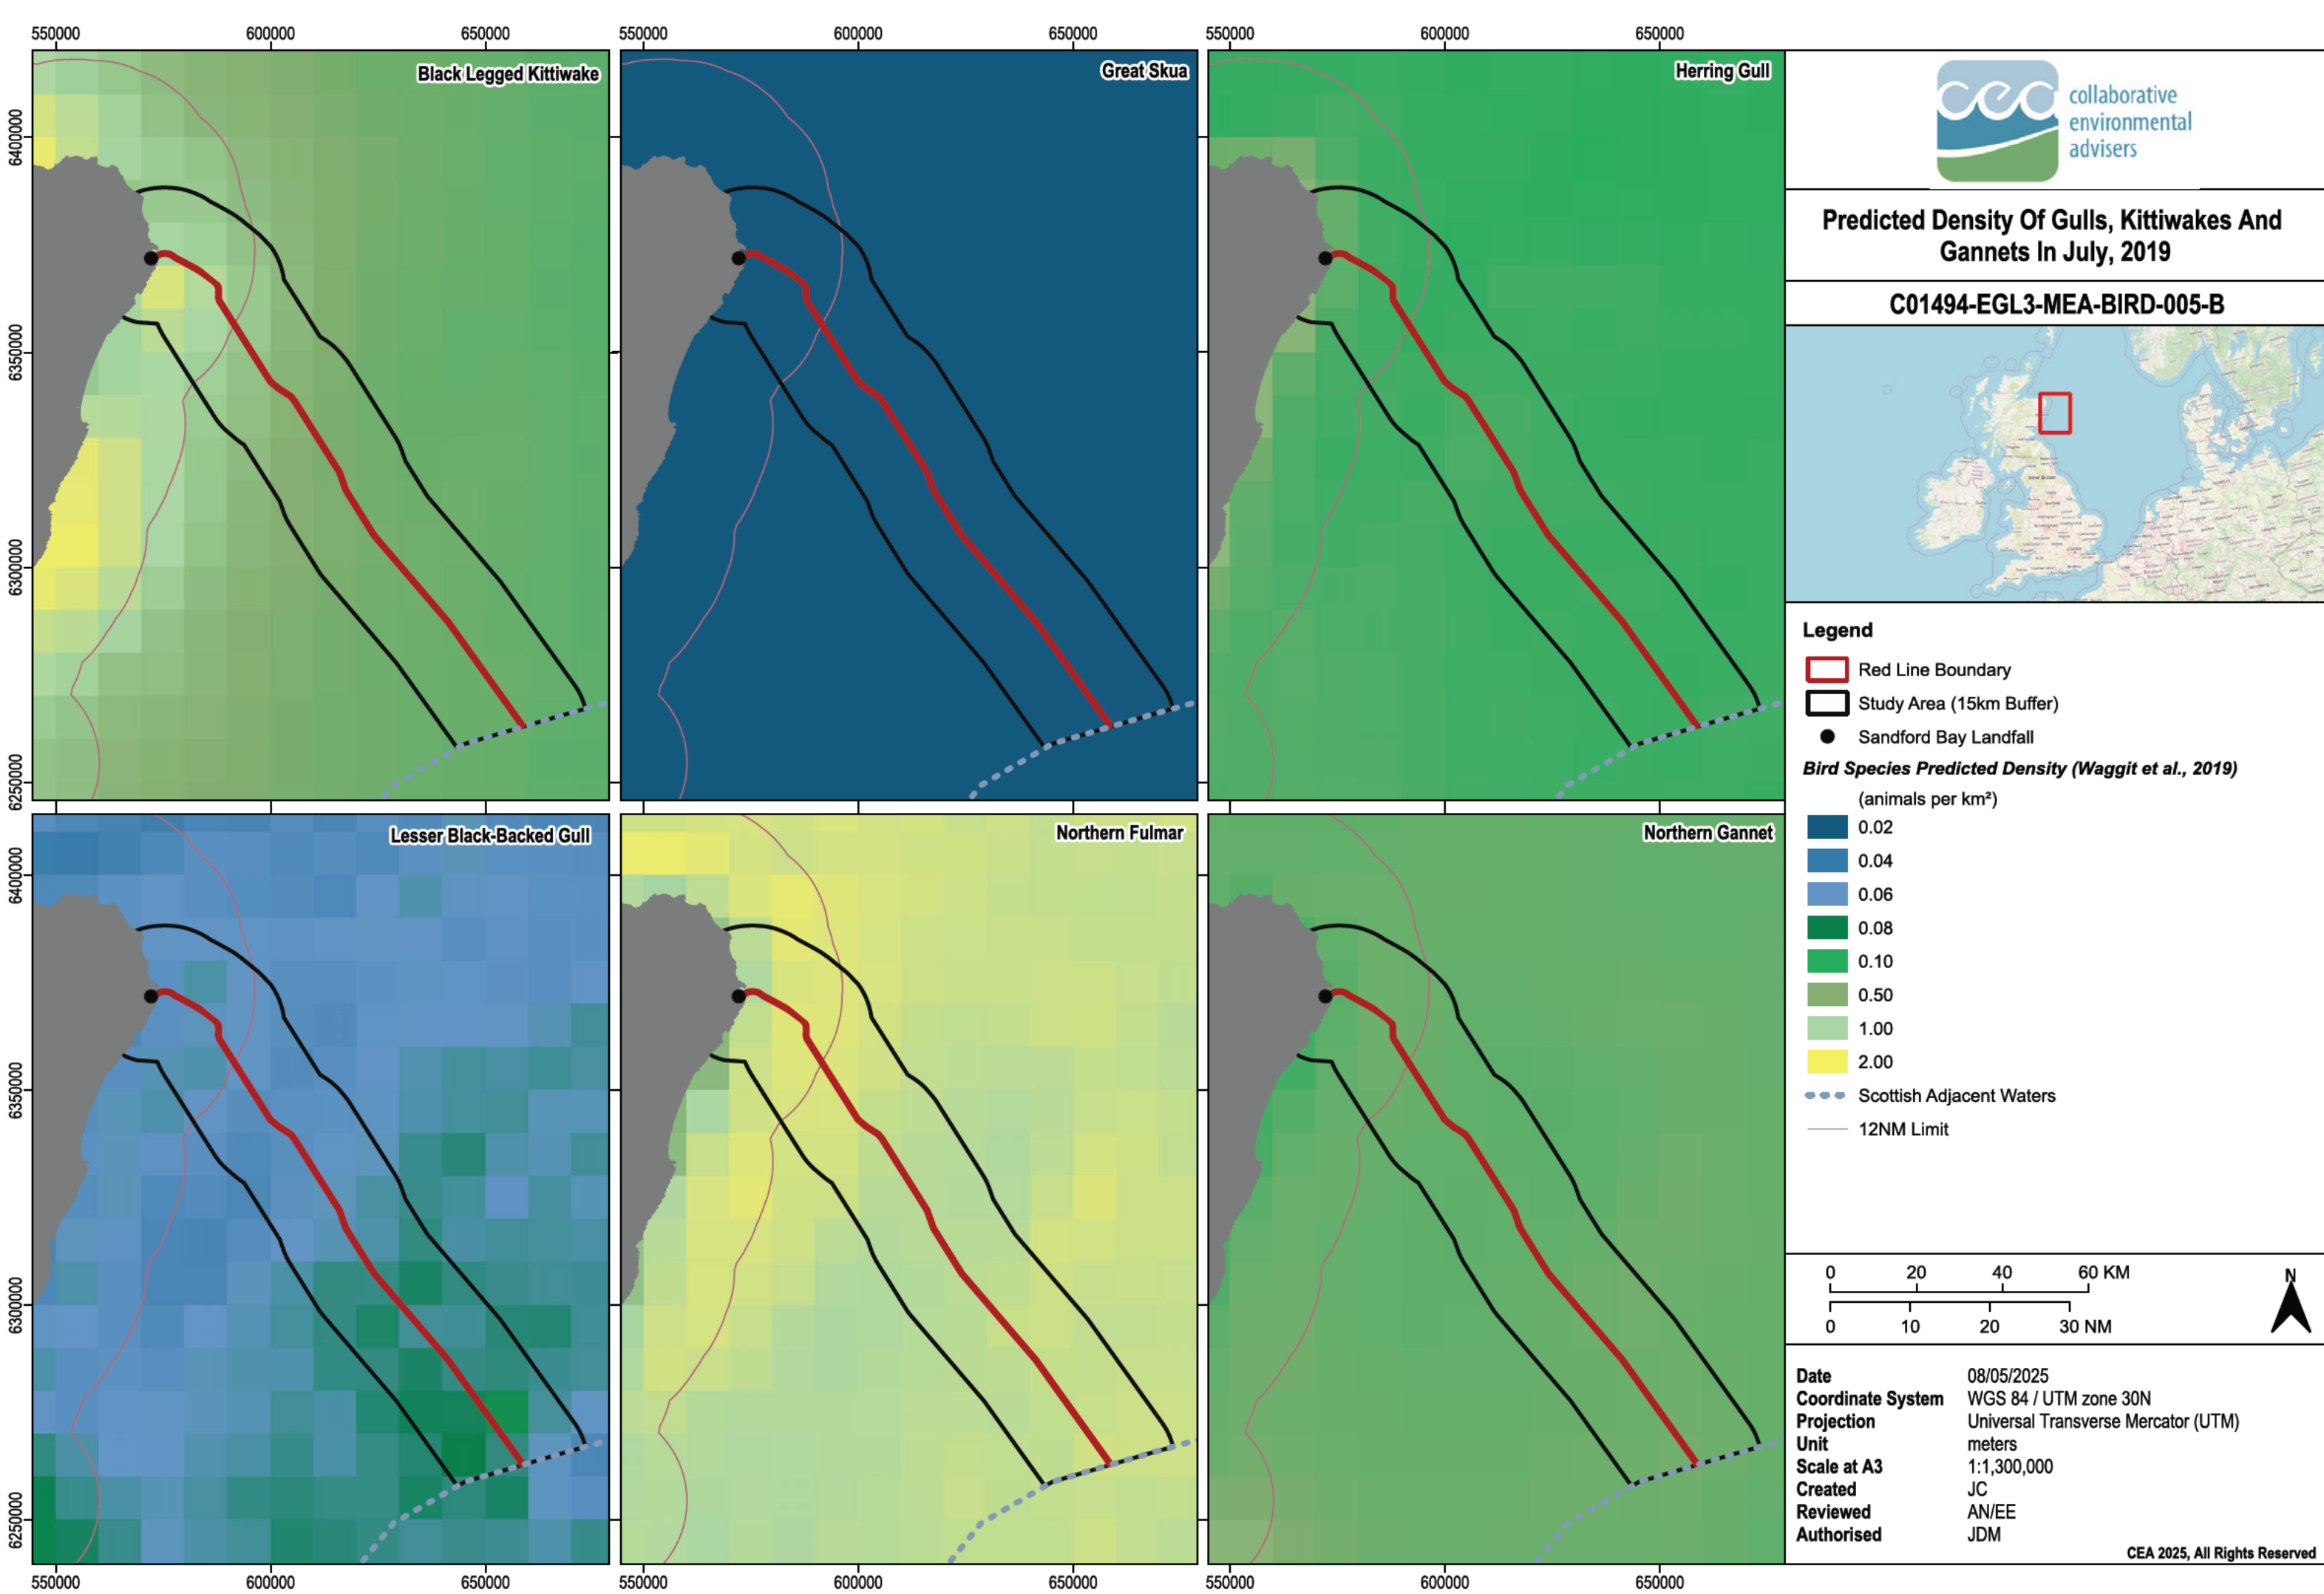 550000 600000 650000 550000 600000 650000 550000 600000 650000
Black Legged Kittiwake
Great Skua
Herring Gull
6400000
6350000
6300000
6250000
Lesser Black-Backed Gull
Northern Fulmar
Northern Gannet
6400000
6350000
6300000
6250000
550000 600000 650000 550000 600000 650000 550000 600000 650000
cea
collaborative
environmental
advisers
Predicted Density Of Gulls, Kittiwakes And
Gannets In July, 2019
C01494-EGL3-MEA-BIRD-005-B
Legend
Red Line Boundary
Study Area (15km Buffer)
Sandford Bay Landfall
Bird Species Predicted Density (Waggit et al., 2019)
(animals per km²)
0.02
0.04
0.06
0.08
0.10
0.50
1.00
2.00
Scottish Adjacent Waters
12NM Limit
0 20 40 60 KM
0 10 20 30 NM
N
Date 08/05/2025
Coordinate System WGS 84 / UTM zone 30N
Projection Universal Transverse Mercator (UTM)
Unit meters
Scale at A3 1:1,300,000
Created JC
Reviewed AN/EE
Authorised JDM
CEA 2025, All Rights Reserved